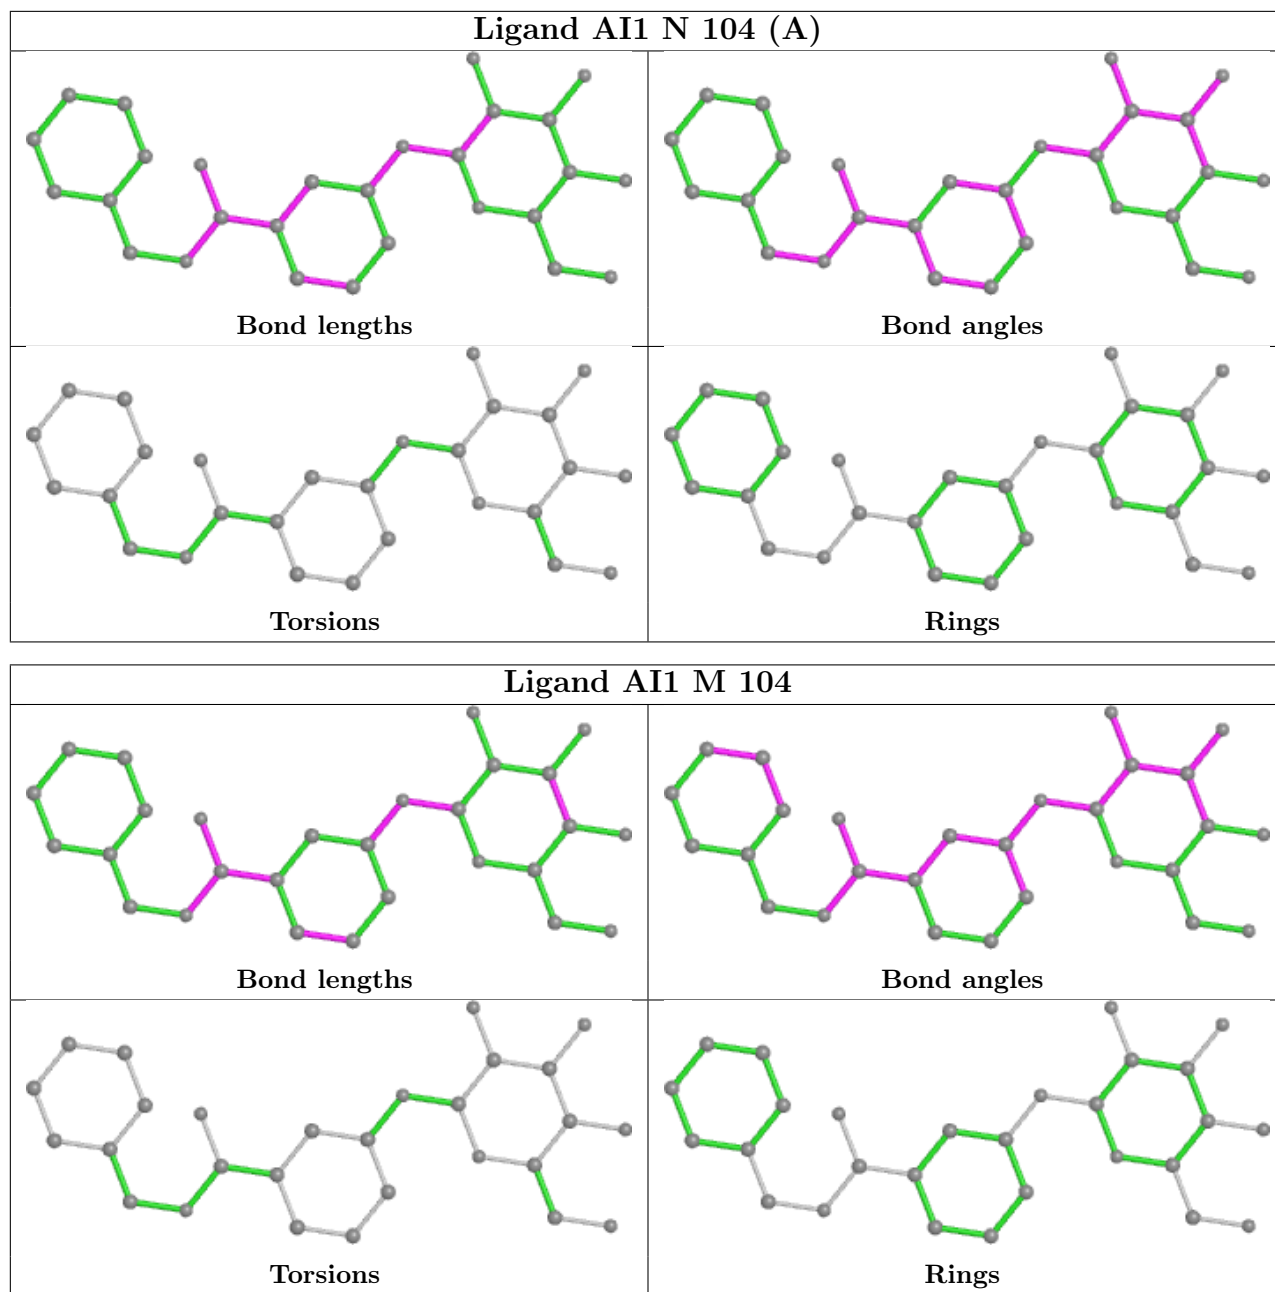 Ligand AI1 N 104 (A)
Bond lengths
Bond angles
Torsions
Rings
Ligand AI1 M 104
Bond lengths
Bond angles
Torsions
Rings